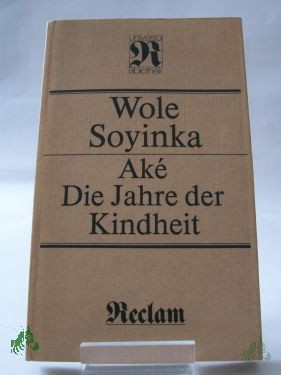 Universal
R
Bibliothek
Wole
Soyinka
Aké
Die Jahre der
Kindheit
Reclam